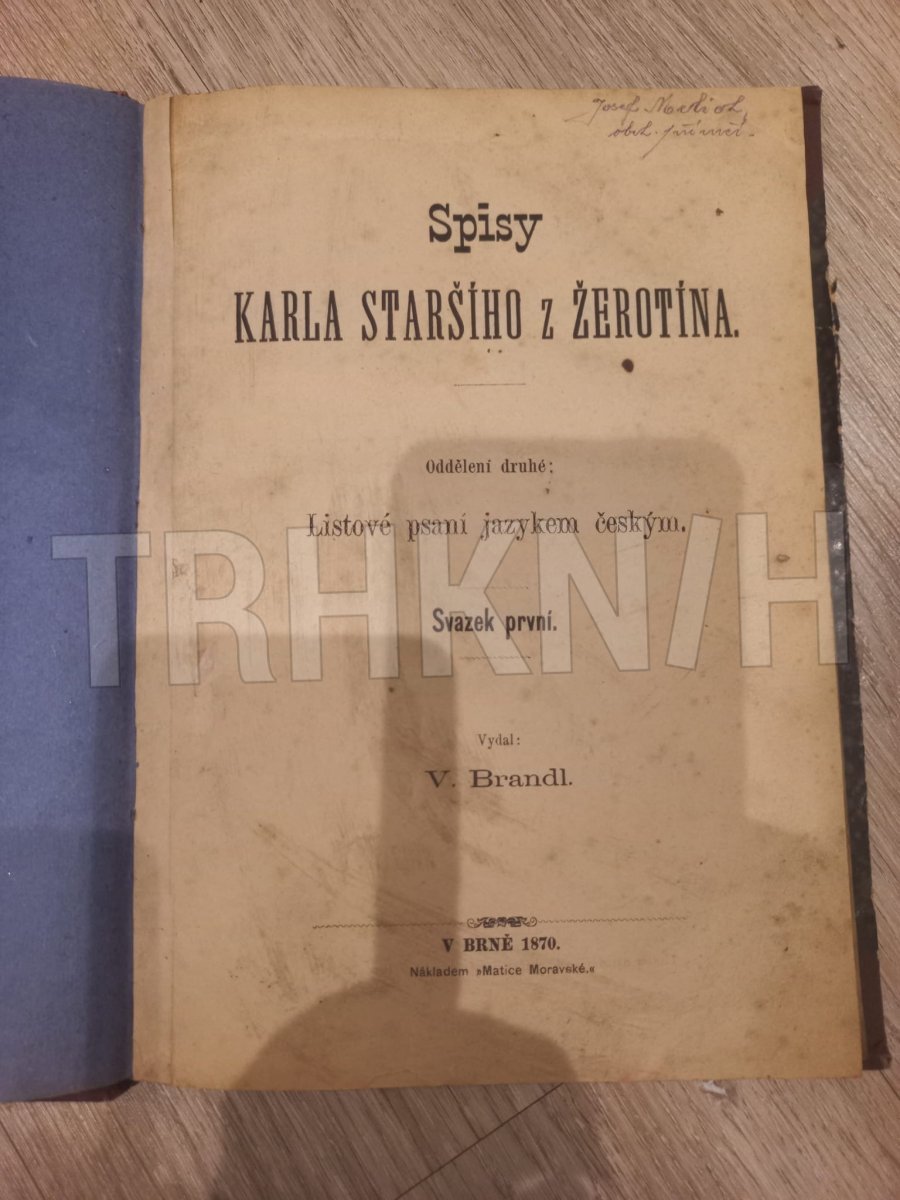 Josef
Spisy
KARLA STARŠÍHO z ŽEROTÍNA.
Oddělení druhé:
Listové psaní jazykem českým.
TRHKNIH
Svazek první.
Vydal:
V. Brandl.
V BRNĚ 1870.
Nákladem »Matice Moravské.«